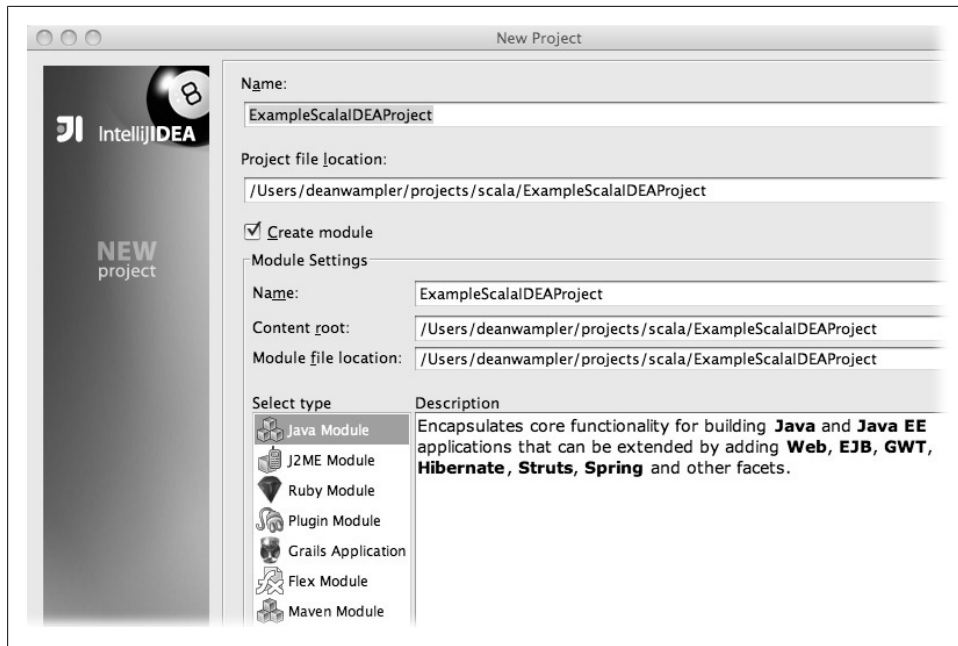 New Project
8
IntelliJIDEA
NEW
project
Name:
ExampleScalaIDEAProject
Project file location:
/Users/deanwampler/projects/scala/ExampleScalaIDEAProject
Create module
Module Settings
Name:
ExampleScalaIDEAProject
Content root:
/Users/deanwampler/projects/scala/ExampleScalaIDEAProject
Module file location:
/Users/deanwampler/projects/scala/ExampleScalaIDEAProject
Select type
Java Module
J2ME Module
Ruby Module
Plugin Module
Grails Application
Flex Module
Maven Module
Description
Encapsulates core functionality for building Java and Java EE
applications that can be extended by adding Web, EJB, GWT,
Hibernate, Struts, Spring and other facets.